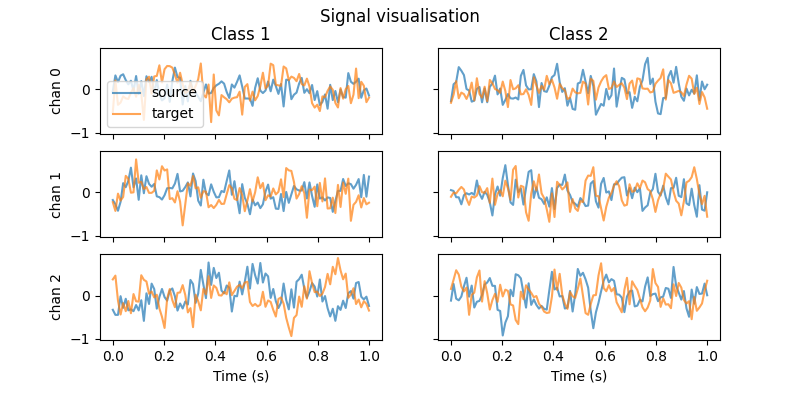 Signal visualisation
Class 1
Class 2
chan 0
0
−1
source
target
chan 1
0
−1
chan 2
0
−1
0.0 0.2 0.4 0.6 0.8 1.0
0.0 0.2 0.4 0.6 0.8 1.0
Time (s)
Time (s)